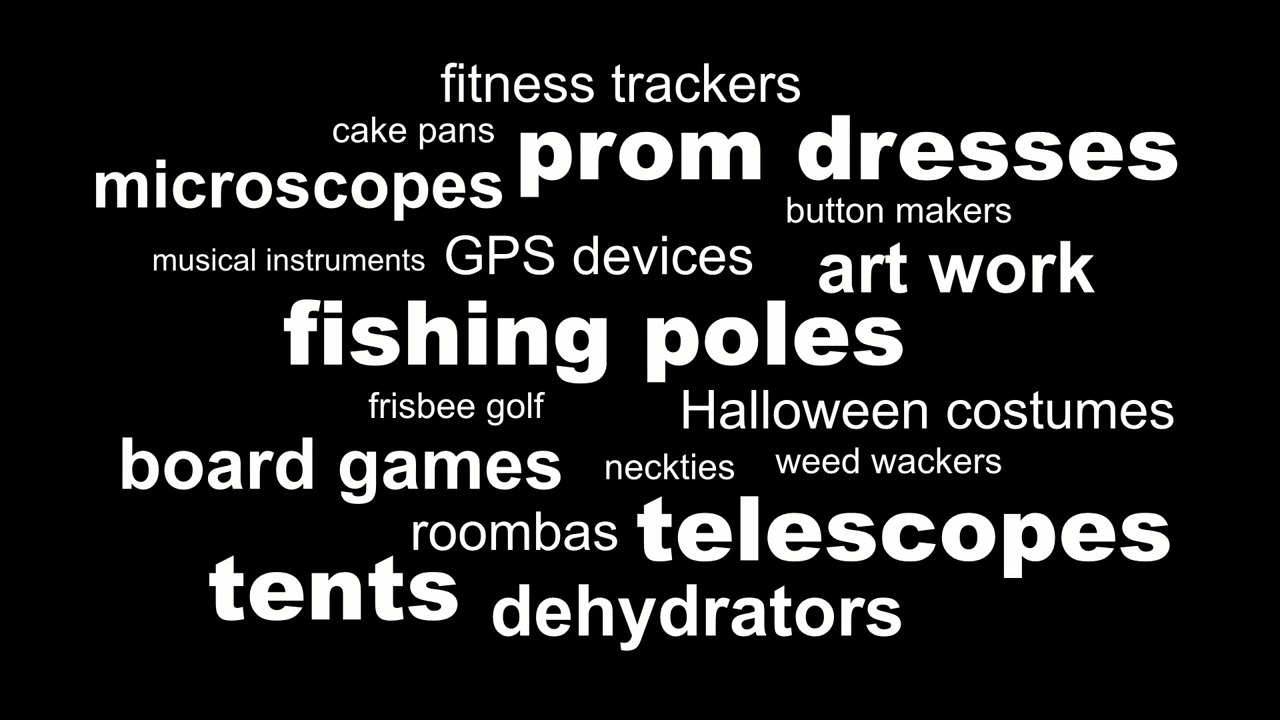 fitness trackers
cake pans
prom dresses
microscopes
button makers
musical instruments
GPS devices
art work
fishing poles
frisbee golf
Halloween costumes
board games
neckties
weed wackers
roombas
telescopes
tents
dehydrators